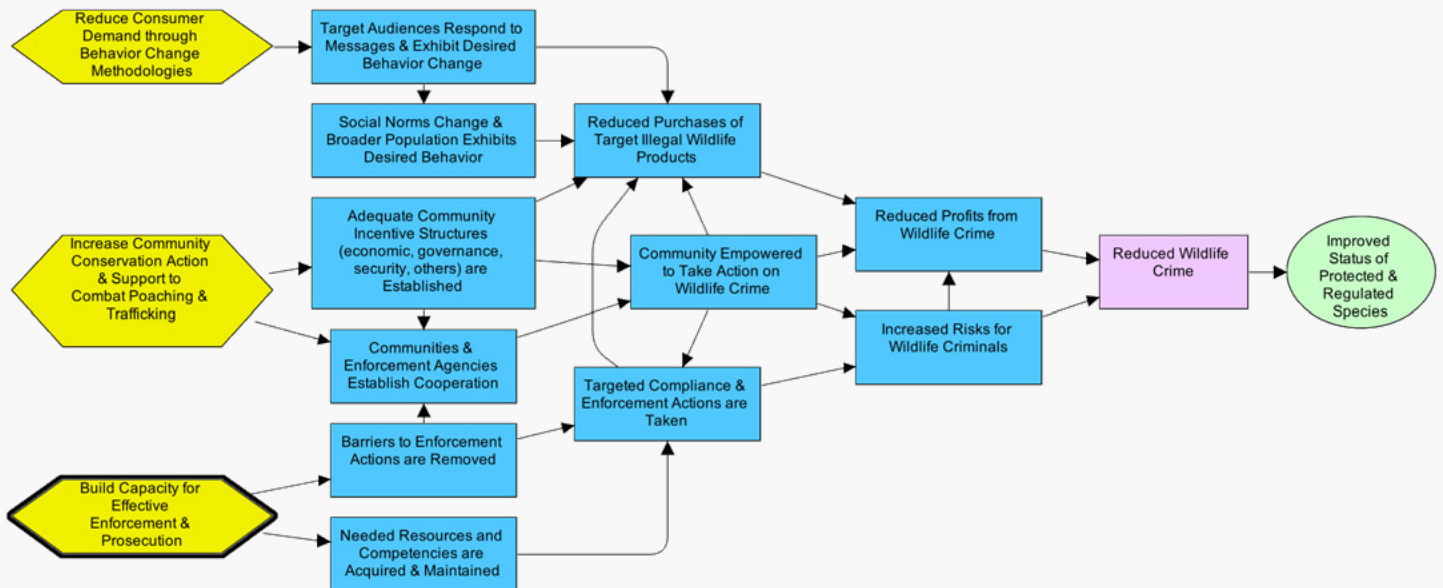 Reduce Consumer
Demand through
Behavior Change
Methodologies
Target Audiences Respond to
Messages & Exhibit Desired
Behavior Change
Social Norms Change &
Broader Population Exhibits
Desired Behavior
Reduced Purchases of
Target Illegal Wildlife
Products
Increase Community
Conservation Action
& Support to
Combat Poaching &
Trafficking
Adequate Community
Incentive Structures
(economic, governance,
security, others) are
Established
Community Empowered
to Take Action on
Wildlife Crime
Reduced Profits from
Wildlife Crime
Reduced Wildlife
Crime
Improved
Status of
Protected &
Regulated
Species
Communities &
Enforcement Agencies
Establish Cooperation
Increased Risks for
Wildlife Criminals
Targeted Compliance &
Enforcement Actions are
Taken
Barriers to Enforcement
Actions are Removed
Build Capacity for
Effective
Enforcement &
Prosecution
Needed Resources and
Competencies are
Acquired & Maintained